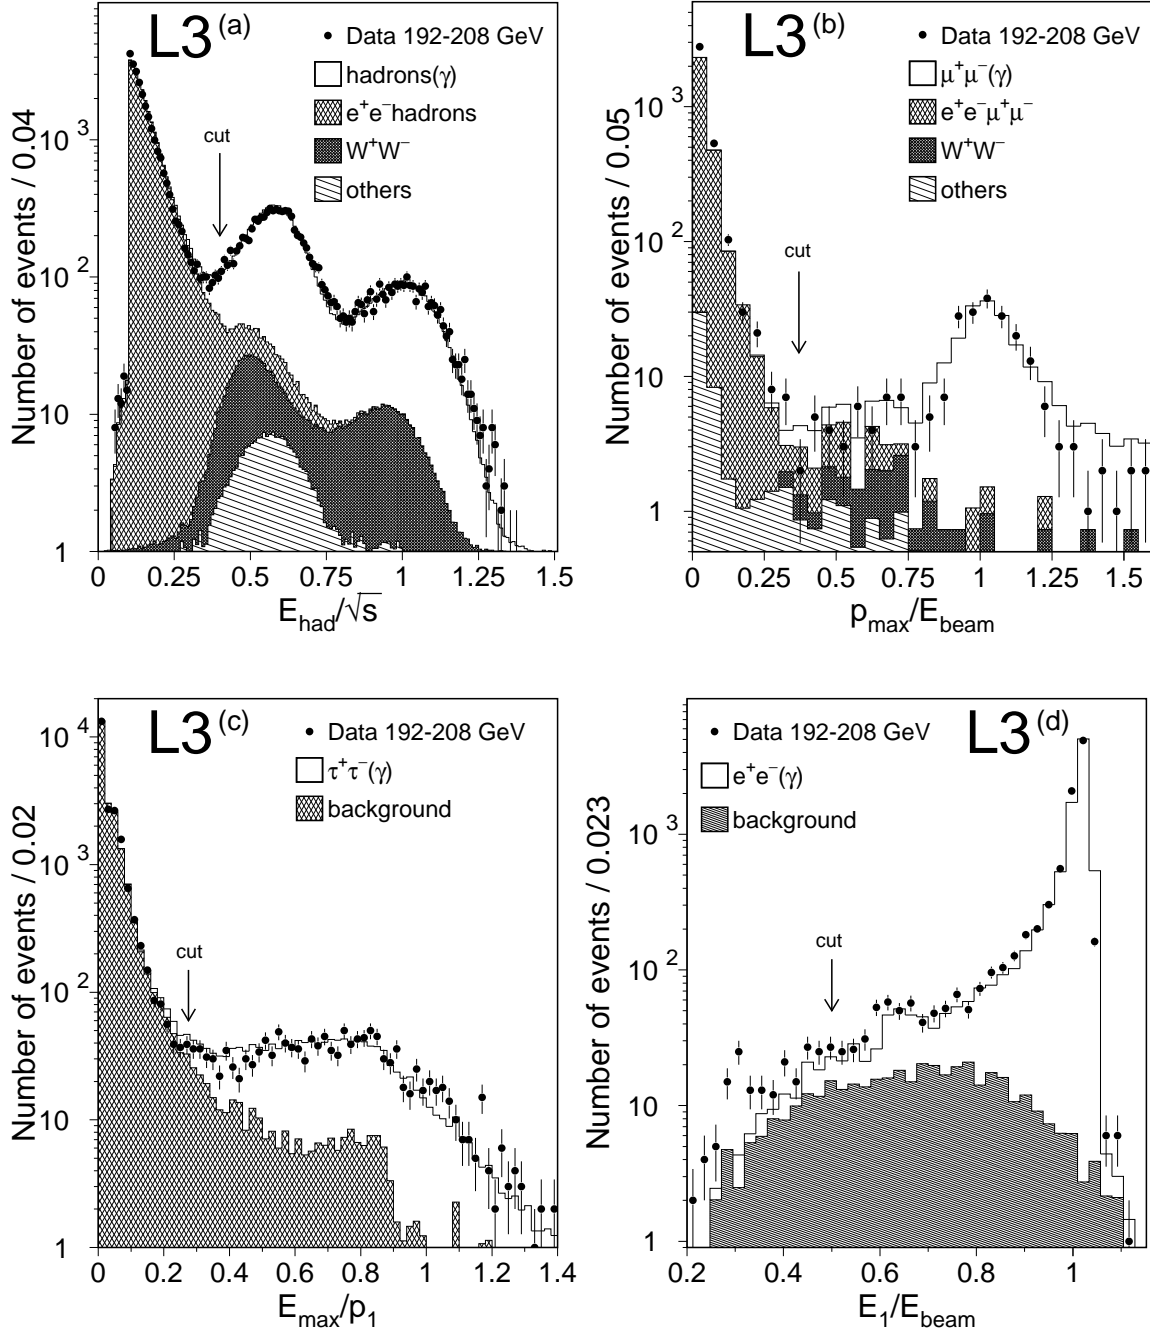 L3 (a)
Data 192-208 GeV
hadrons(γ)
e⁺e⁻hadrons
W⁺W⁻
others
cut
Number of events / 0.04
10³
10²
10
1
0 0.25 0.5 0.75 1 1.25 1.5
E_had/√s
L3 (b)
Data 192-208 GeV
μ⁺μ⁻(γ)
e⁺e⁻μ⁺μ⁻
W⁺W⁻
others
cut
Number of events / 0.05
10³
10²
10
1
0 0.25 0.5 0.75 1 1.25 1.5
p_max/E_beam
L3 (c)
Data 192-208 GeV
τ⁺τ⁻(γ)
background
cut
Number of events / 0.02
10⁴
10³
10²
10
1
0 0.2 0.4 0.6 0.8 1 1.2 1.4
E_max/p₁
L3 (d)
Data 192-208 GeV
e⁺e⁻(γ)
background
cut
Number of events / 0.023
10³
10²
10
1
0.2 0.4 0.6 0.8 1
E₁/E_beam